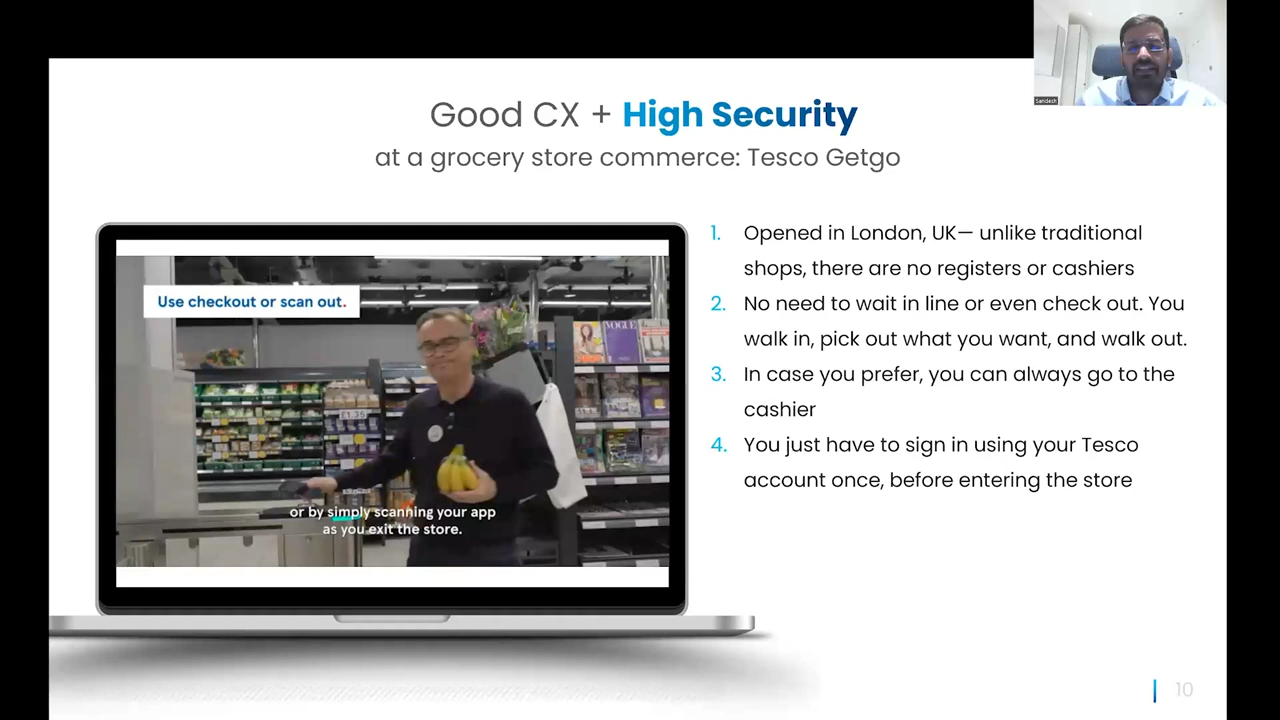 Sandesh
Good CX + High Security
at a grocery store commerce: Tesco Getgo
Use checkout or scan out.
VOGUE
£1.35
or by simply scanning your app
as you exit the store.
1. Opened in London, UK— unlike traditional
shops, there are no registers or cashiers
2. No need to wait in line or even check out. You
walk in, pick out what you want, and walk out.
3. In case you prefer, you can always go to the
cashier
4. You just have to sign in using your Tesco
account once, before entering the store
10